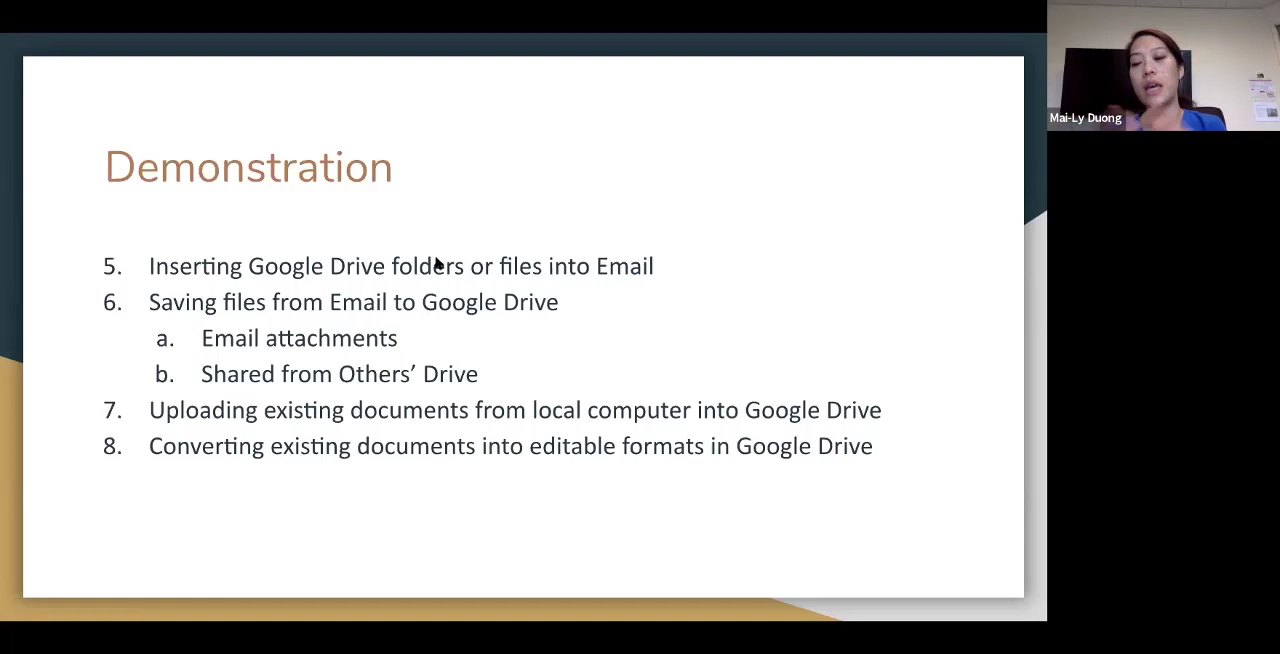 Demonstration
5. Inserting Google Drive folders or files into Email
6. Saving files from Email to Google Drive
a. Email attachments
b. Shared from Others’ Drive
7. Uploading existing documents from local computer into Google Drive
8. Converting existing documents into editable formats in Google Drive
Mai-Ly Duong